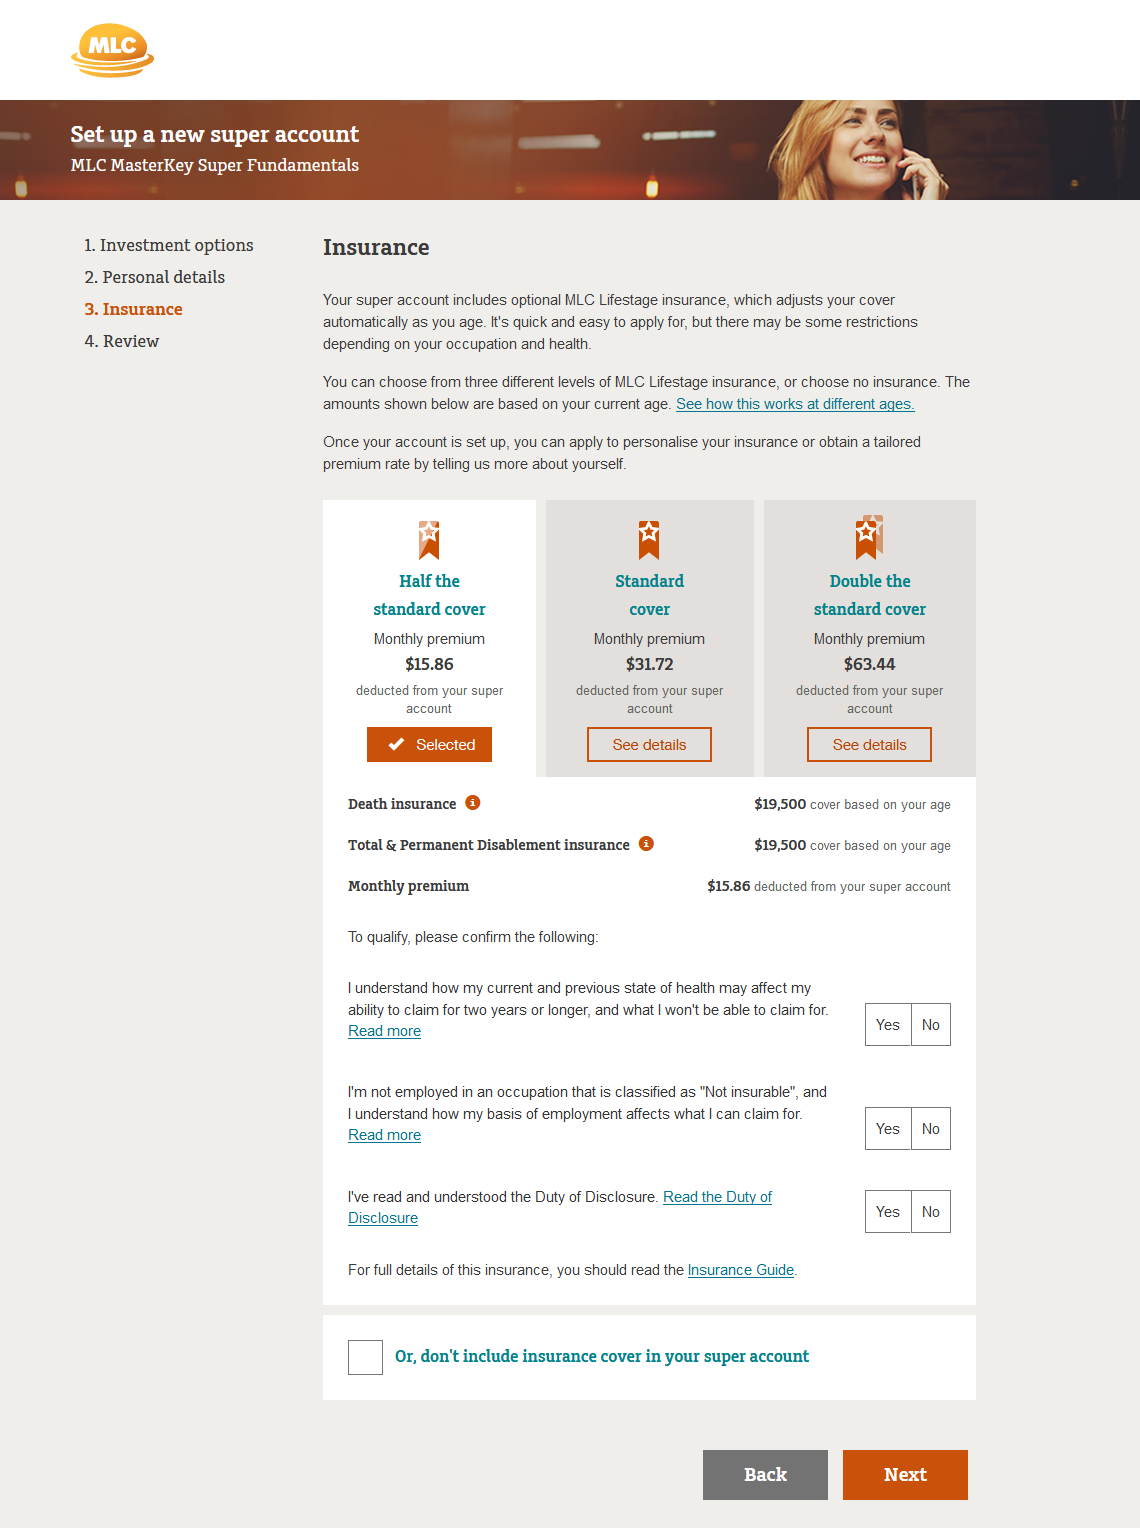 MLC
Set up a new super account
MLC MasterKey Super Fundamentals
1. Investment options
2. Personal details
3. Insurance
4. Review
Insurance
Your super account includes optional MLC Lifestage insurance, which adjusts your cover
automatically as you age. It's quick and easy to apply for, but there may be some restrictions
depending on your occupation and health.
You can choose from three different levels of MLC Lifestage insurance, or choose no insurance. The
amounts shown below are based on your current age. See how this works at different ages.
Once your account is set up, you can apply to personalise your insurance or obtain a tailored
premium rate by telling us more about yourself.
Half the
standard cover
Monthly premium
$15.86
deducted from your super
account
Selected
Standard
cover
Monthly premium
$31.72
deducted from your super
account
See details
Double the
standard cover
Monthly premium
$63.44
deducted from your super
account
See details
Death insurance
$19,500 cover based on your age
Total & Permanent Disablement insurance
$19,500 cover based on your age
Monthly premium
$15.86 deducted from your super account
To qualify, please confirm the following:
I understand how my current and previous state of health may affect my
ability to claim for two years or longer, and what I won't be able to claim for.
Read more
Yes No
I'm not employed in an occupation that is classified as "Not insurable", and
I understand how my basis of employment affects what I can claim for.
Read more
Yes No
I've read and understood the Duty of Disclosure. Read the Duty of
Disclosure
Yes No
For full details of this insurance, you should read the Insurance Guide.
Or, don't include insurance cover in your super account
Back
Next